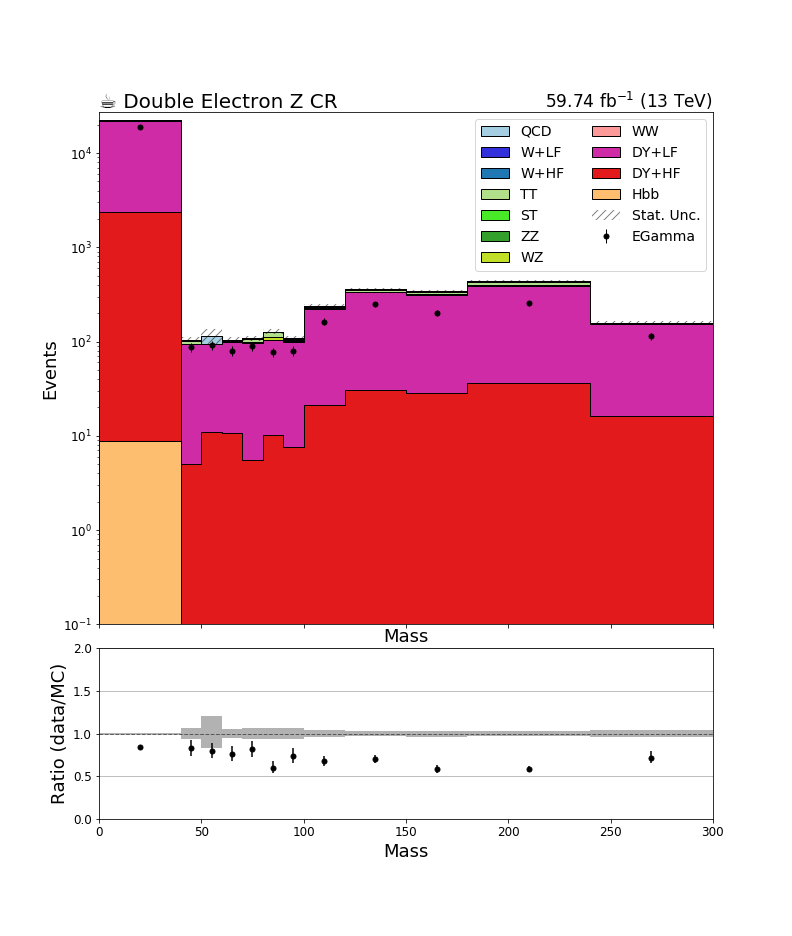 ☕ Double Electron Z CR
59.74 fb⁻¹ (13 TeV)
QCD
W+LF
W+HF
TT
ST
ZZ
WZ
WW
DY+LF
DY+HF
Hbb
Stat. Unc.
EGamma
Events
10⁴
10³
10²
10¹
10⁰
10⁻¹
Mass
Ratio (data/MC)
2.0
1.5
1.0
0.5
0.0
0 50 100 150 200 250 300
Mass